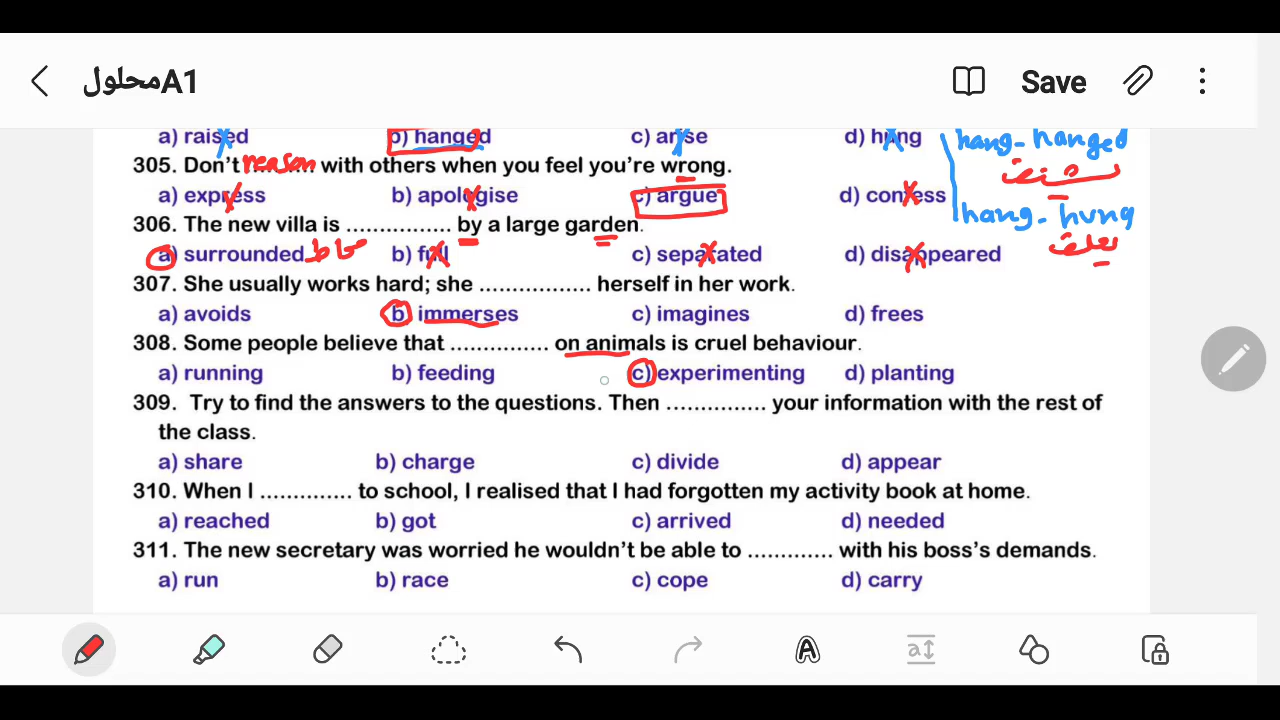 محلولA1
Save
a) raised b) hanged c) arise d) hung
hang - hanged
305. Don't reason with others when you feel you're wrong.
a) express b) apologise c) argue d) confess
hang - hung
306. The new villa is ................ by a large garden.
a) surrounded b) full c) separated d) disappeared
307. She usually works hard; she ................. herself in her work.
a) avoids b) immerses c) imagines d) frees
308. Some people believe that ............... on animals is cruel behaviour.
a) running b) feeding c) experimenting d) planting
309. Try to find the answers to the questions. Then ............... your information with the rest of
the class.
a) share b) charge c) divide d) appear
310. When I .............. to school, I realised that I had forgotten my activity book at home.
a) reached b) got c) arrived d) needed
311. The new secretary was worried he wouldn't be able to ............. with his boss's demands.
a) run b) race c) cope d) carry